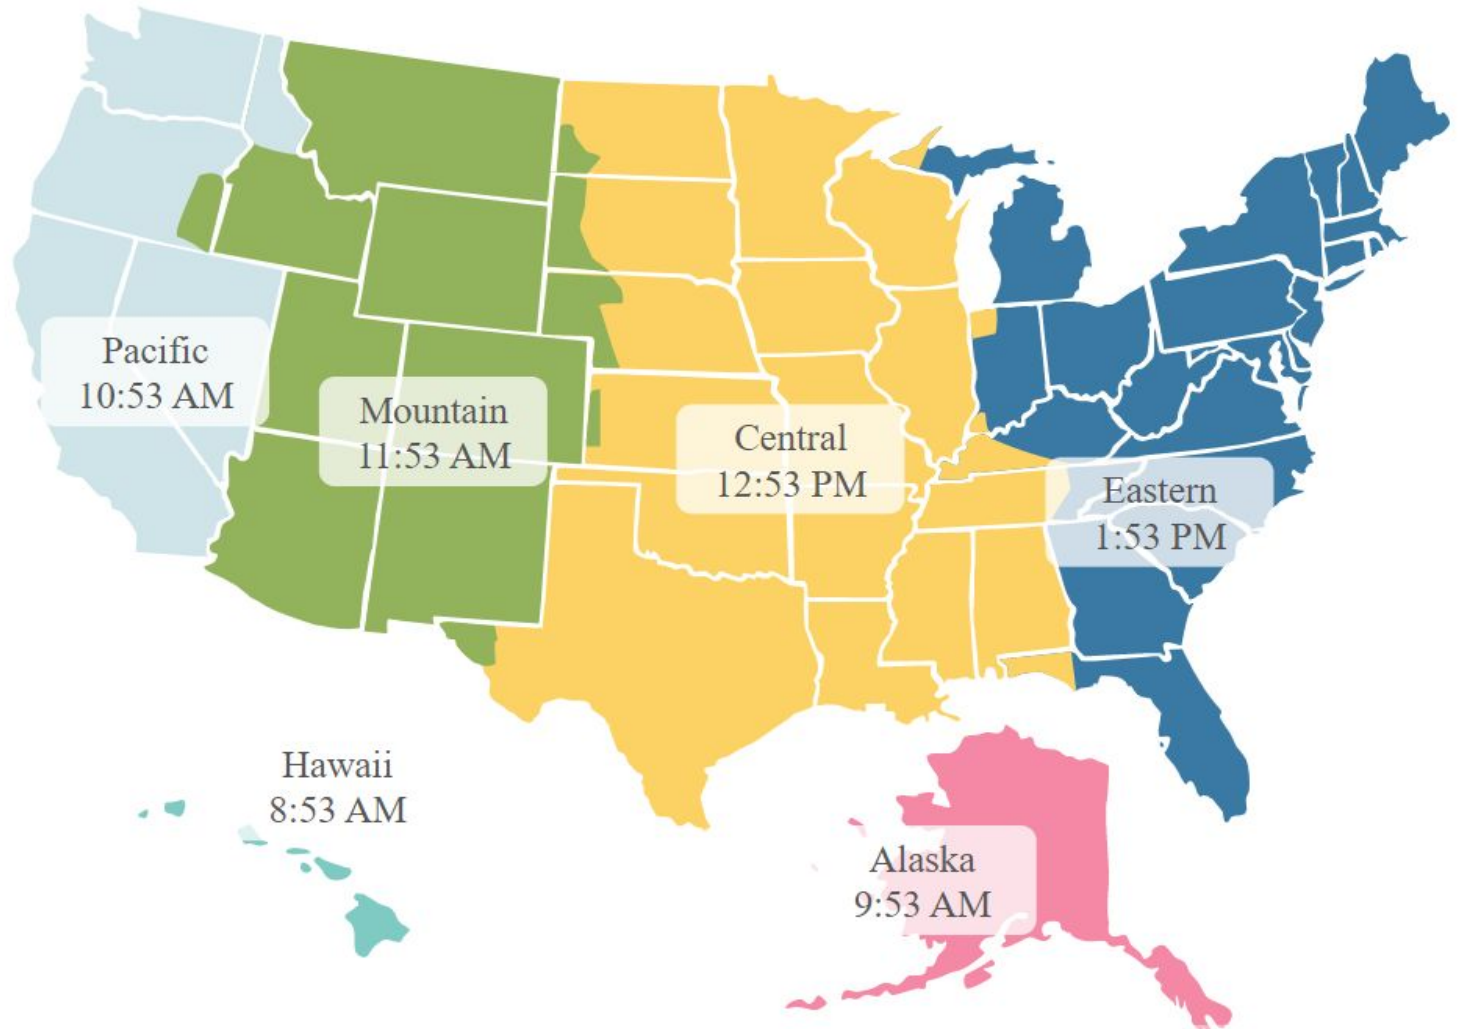 Pacific
10:53 AM
Mountain
11:53 AM
Central
12:53 PM
Eastern
1:53 PM
Hawaii
8:53 AM
Alaska
9:53 AM